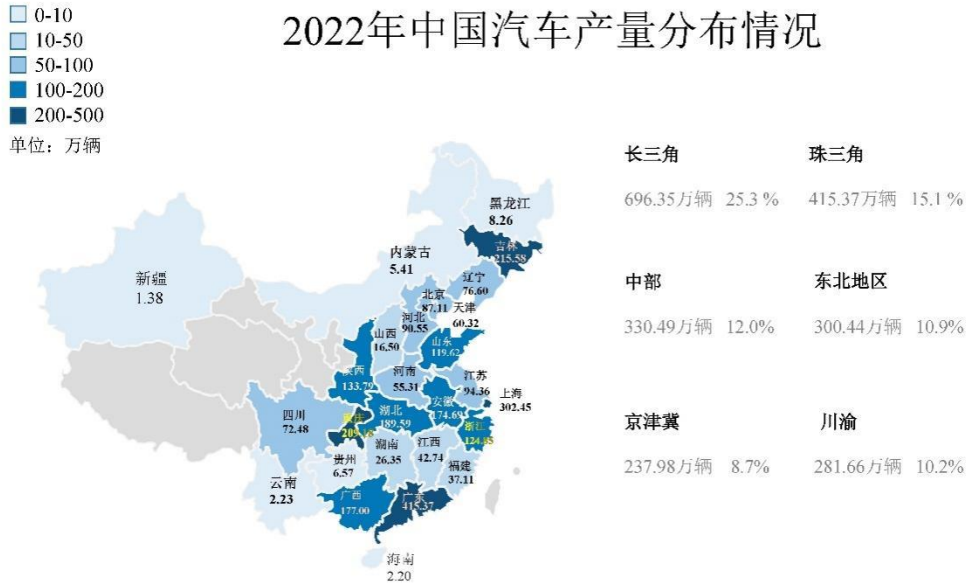 2022年中国汽车产量分布情况
0-10
10-50
50-100
100-200
200-500
单位：万辆
长三角
珠三角
696.35万辆 25.3 %
415.37万辆 15.1 %
中部
东北地区
330.49万辆 12.0%
300.44万辆 10.9%
京津冀
川渝
237.98万辆 8.7%
281.66万辆 10.2%
黑龙江
8.26
吉林
215.58
内蒙古
5.41
辽宁
76.60
新疆
1.38
北京
87.11
天津
60.32
河北
90.55
山西
16.50
山东
119.62
陕西
133.79
河南
55.31
江苏
94.36
上海
302.45
安徽
174.69
四川
72.48
重庆
209.18
湖北
189.59
浙江
124.85
湖南
26.35
江西
42.74
贵州
6.57
福建
37.11
云南
2.23
广西
177.00
广东
415.37
海南
2.20